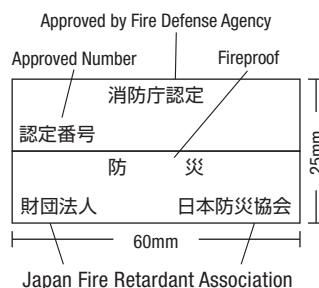 Approved by Fire Defense Agency
Approved Number
Fireproof
消防庁認定
認定番号
防 災
財団法人 日本防災協会
25mm
60mm
Japan Fire Retardant Association